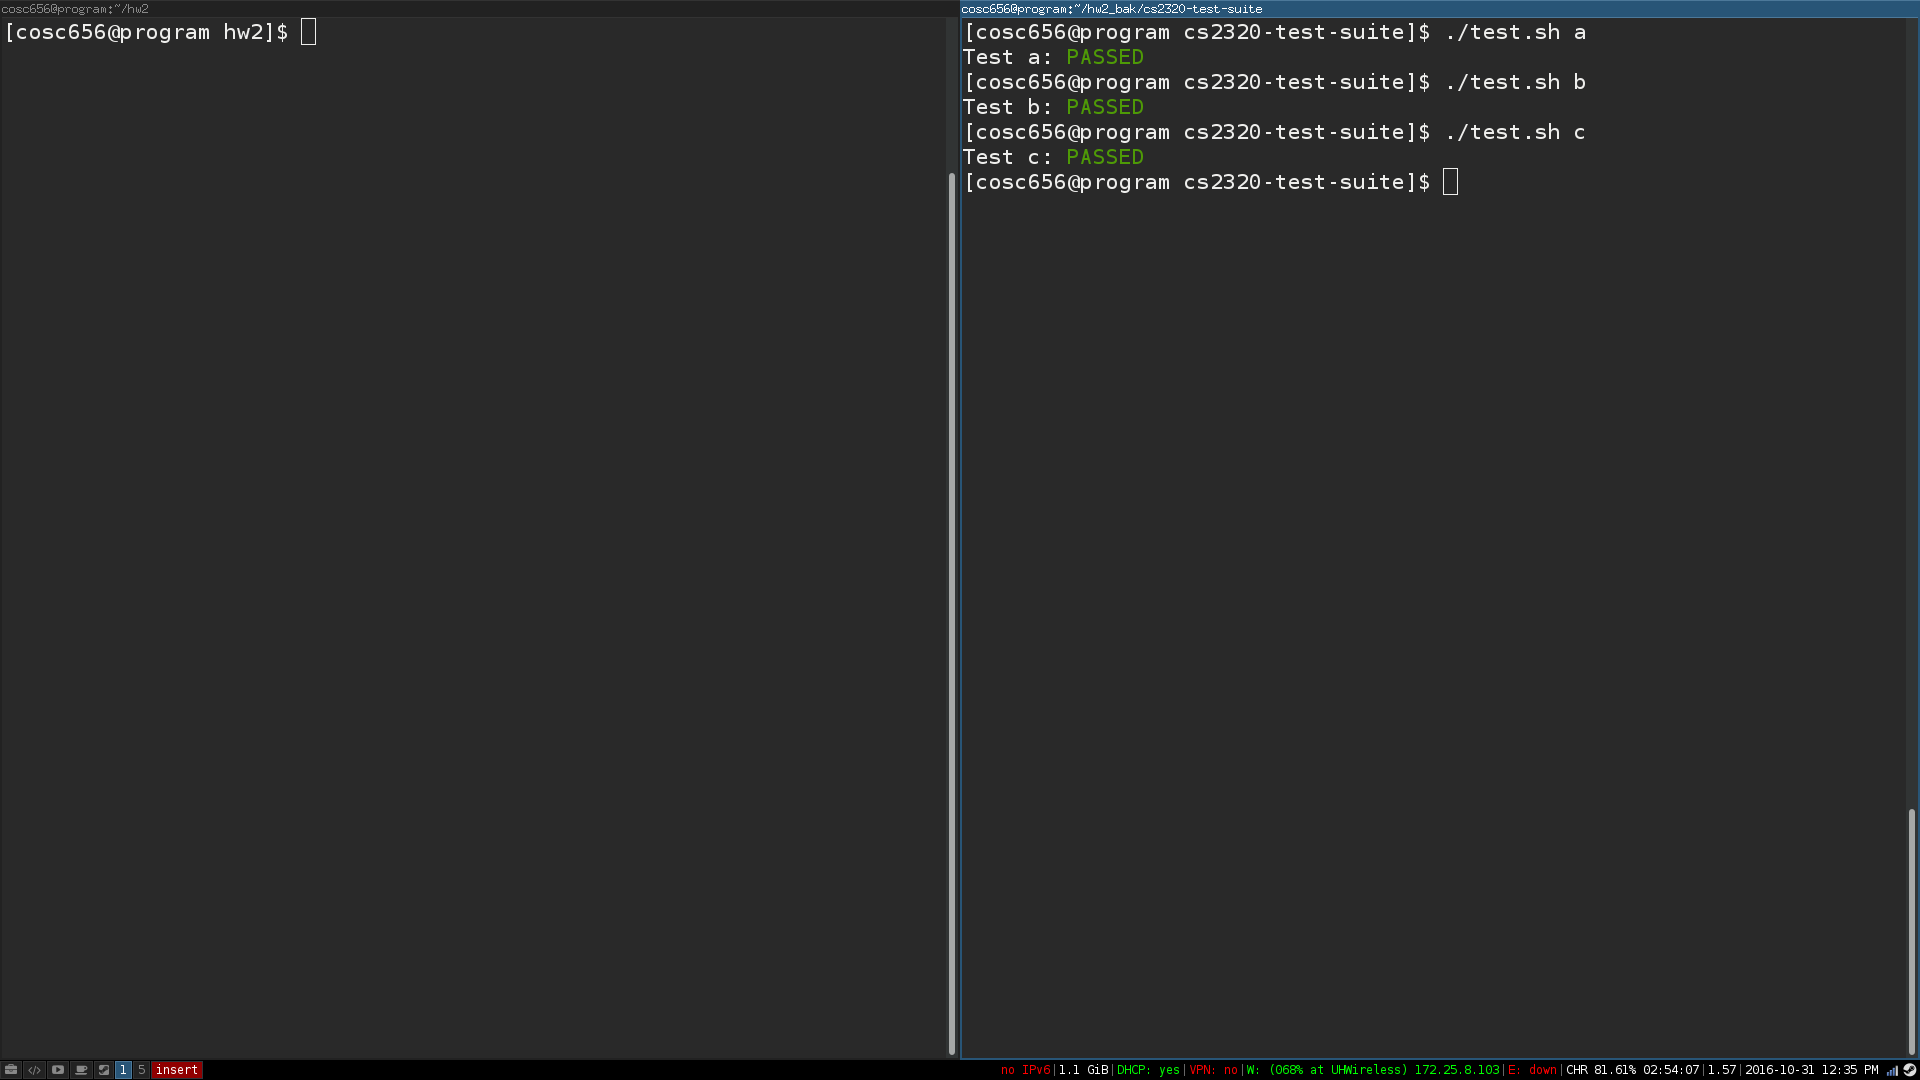 cosc656@program:~/hw2
[cosc656@program hw2]$
cosc656@program:~/hw2_bak/cs2320-test-suite
[cosc656@program cs2320-test-suite]$ ./test.sh a
Test a: PASSED
[cosc656@program cs2320-test-suite]$ ./test.sh b
Test b: PASSED
[cosc656@program cs2320-test-suite]$ ./test.sh c
Test c: PASSED
[cosc656@program cs2320-test-suite]$
1 5 insert
no IPv6|1.1 GiB|DHCP: yes|VPN: no|W: (068% at UHWireless) 172.25.8.103|E: down|CHR 81.61% 02:54:07|1.57|2016-10-31 12:35 PM